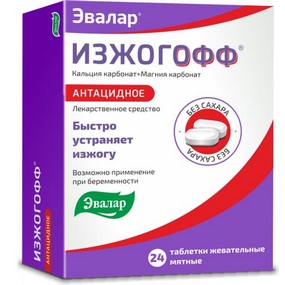 Эвалар®
ИЗЖОГОФФ®
Кальция карбонат+Магния карбонат
АНТАЦИДНОЕ
Лекарственное средство
БЕЗ САХАРА
БЕЗ САХАРА
Быстро
устраняет
изжогу
Возможно применение
при беременности
Эвалар
24 таблетки жевательные
мятные
ИЗЖОГОФФ®
АНТАЦИДНОЕ
Эвалар